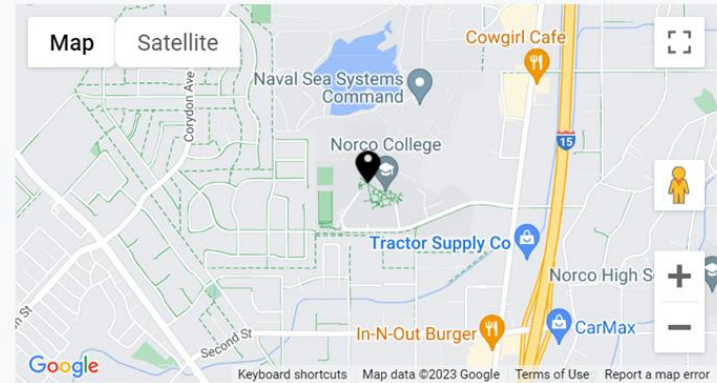 Map
Satellite
Cowgirl Cafe
Corydon Ave
Naval Sea Systems
Command
15
Norco College
Tractor Supply Co
Norco High S
In-N-Out Burger
CarMax
n St
Second St
Google
Keyboard shortcuts
Map data ©2023 Google
Terms of Use
Report a map error